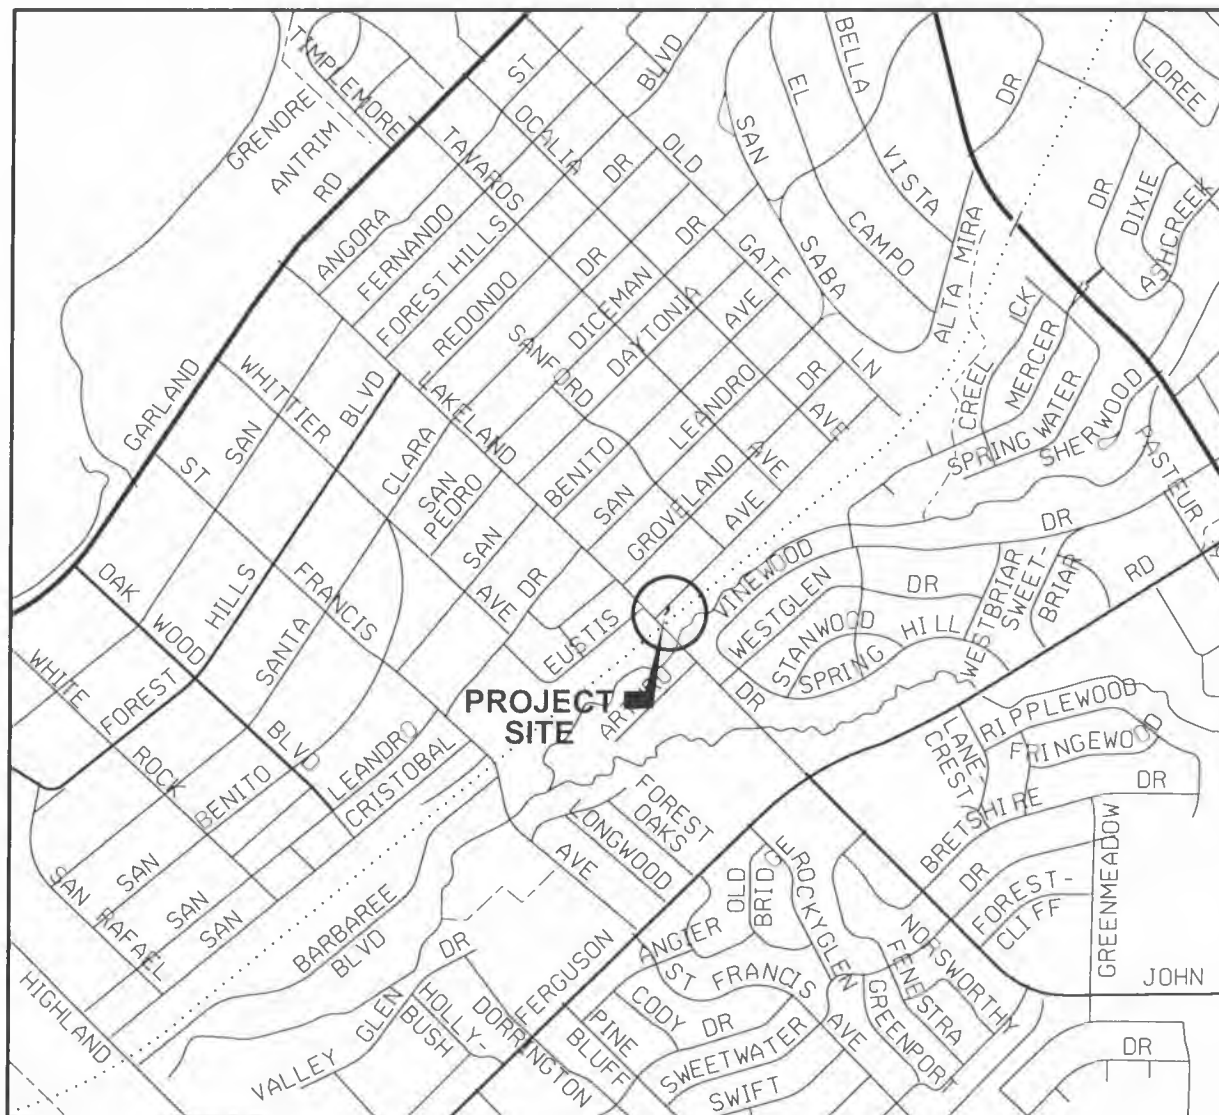 TIMPLEMORE
GRENORE
ANTRIM
RD
ST
OCALIA
DR
BLVD
OLD
GATE
LN
TAVAROS
AVE
SAN
SABA
EL
CAMPO
BELLA
VISTA
DR
ALTA MIRA
LOREE
DR
DIXIE
ASHCREEK
ANGORA
FERNANDO
FOREST HILLS
REDONDO
DR
DICEMAN
DR
SANFORD
DAYTONIA
AVE
LEANDRO
DR
AVE
CREEL
CK
MERCER
SPRINGWATER
SHERWOOD
PASTEUR
GARLAND
WHITTIER
BLVD
LAKELAND
CLARA
SAN
PEDRO
BENITO
SAN
GROVELAND
AVE
ST
SAN
FRANCIS
AVE
SAN
DR
OAK
WOOD
HILLS
SANTA
EUSTIS
VINEWOOD
DR
WESTGLEN
DR
STANWOOD
SPRING HILL
WESTBRIAR
SWEET-
BRIAR
RD
WHITE
ROCK
FOREST
BLVD
PROJECT
SITE
DR
BENITO
LEANDRO
CRISTOBAL
LANE-
CREST
RIPPLEWOOD
FRINGEWOOD
BRETSHIRE
DR
FOREST
OAKS
LONGWOOD
AVE
SAN
RAFAEL
SAN
SAN
SAN
BARBAREE
BLVD
HIGHLAND
VALLEY GLEN
DR
HOLLY-
BUSH
DORRINGTON
FERGUSON
PINE
BLUFF
ANGIER
OLD
BRIDGE
ROCKYGLEN
ST FRANCIS
AVE
CODY DR
SWEETWATER
SWIFT
DR
FOREST-
CLIFF
NORSWORTHY
FENESTRA
GREENPORT
GREENMEADOW
JOHN
DR